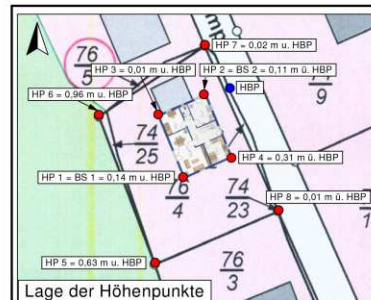 76
5
HP 7 = 0,02 m u. HBP
HP 3 = 0,01 m u. HBP
HP 2 = BS 2 = 0,11 m ü. HBP
HP 6 = 0,96 m u. HBP
HBP
9
74
25
HP 4 = 0,31 m ü. HBP
HP 1 = BS 1 = 0,14 m u. HBP
76
4
74
23
HP 8 = 0,01 m ü. HBP
HP 5 = 0,63 m u. HBP
76
3
Lage der Höhenpunkte